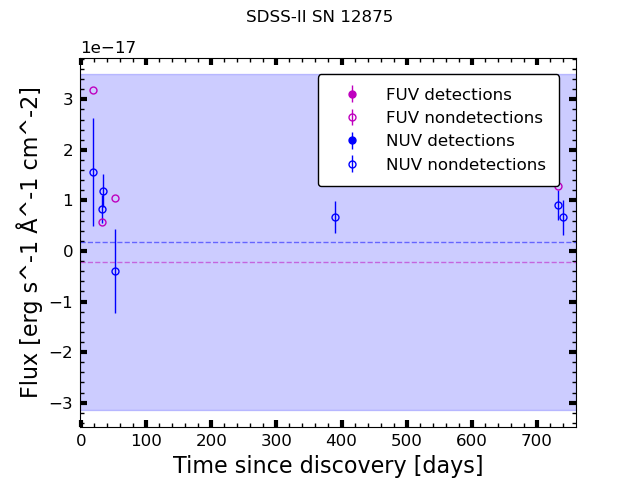 SDSS-II SN 12875
1e−17
3
2
1
0
−1
−2
−3
Flux [erg s^-1 Å^-1 cm^-2]
FUV detections
FUV nondetections
NUV detections
NUV nondetections
0 100 200 300 400 500 600 700
Time since discovery [days]